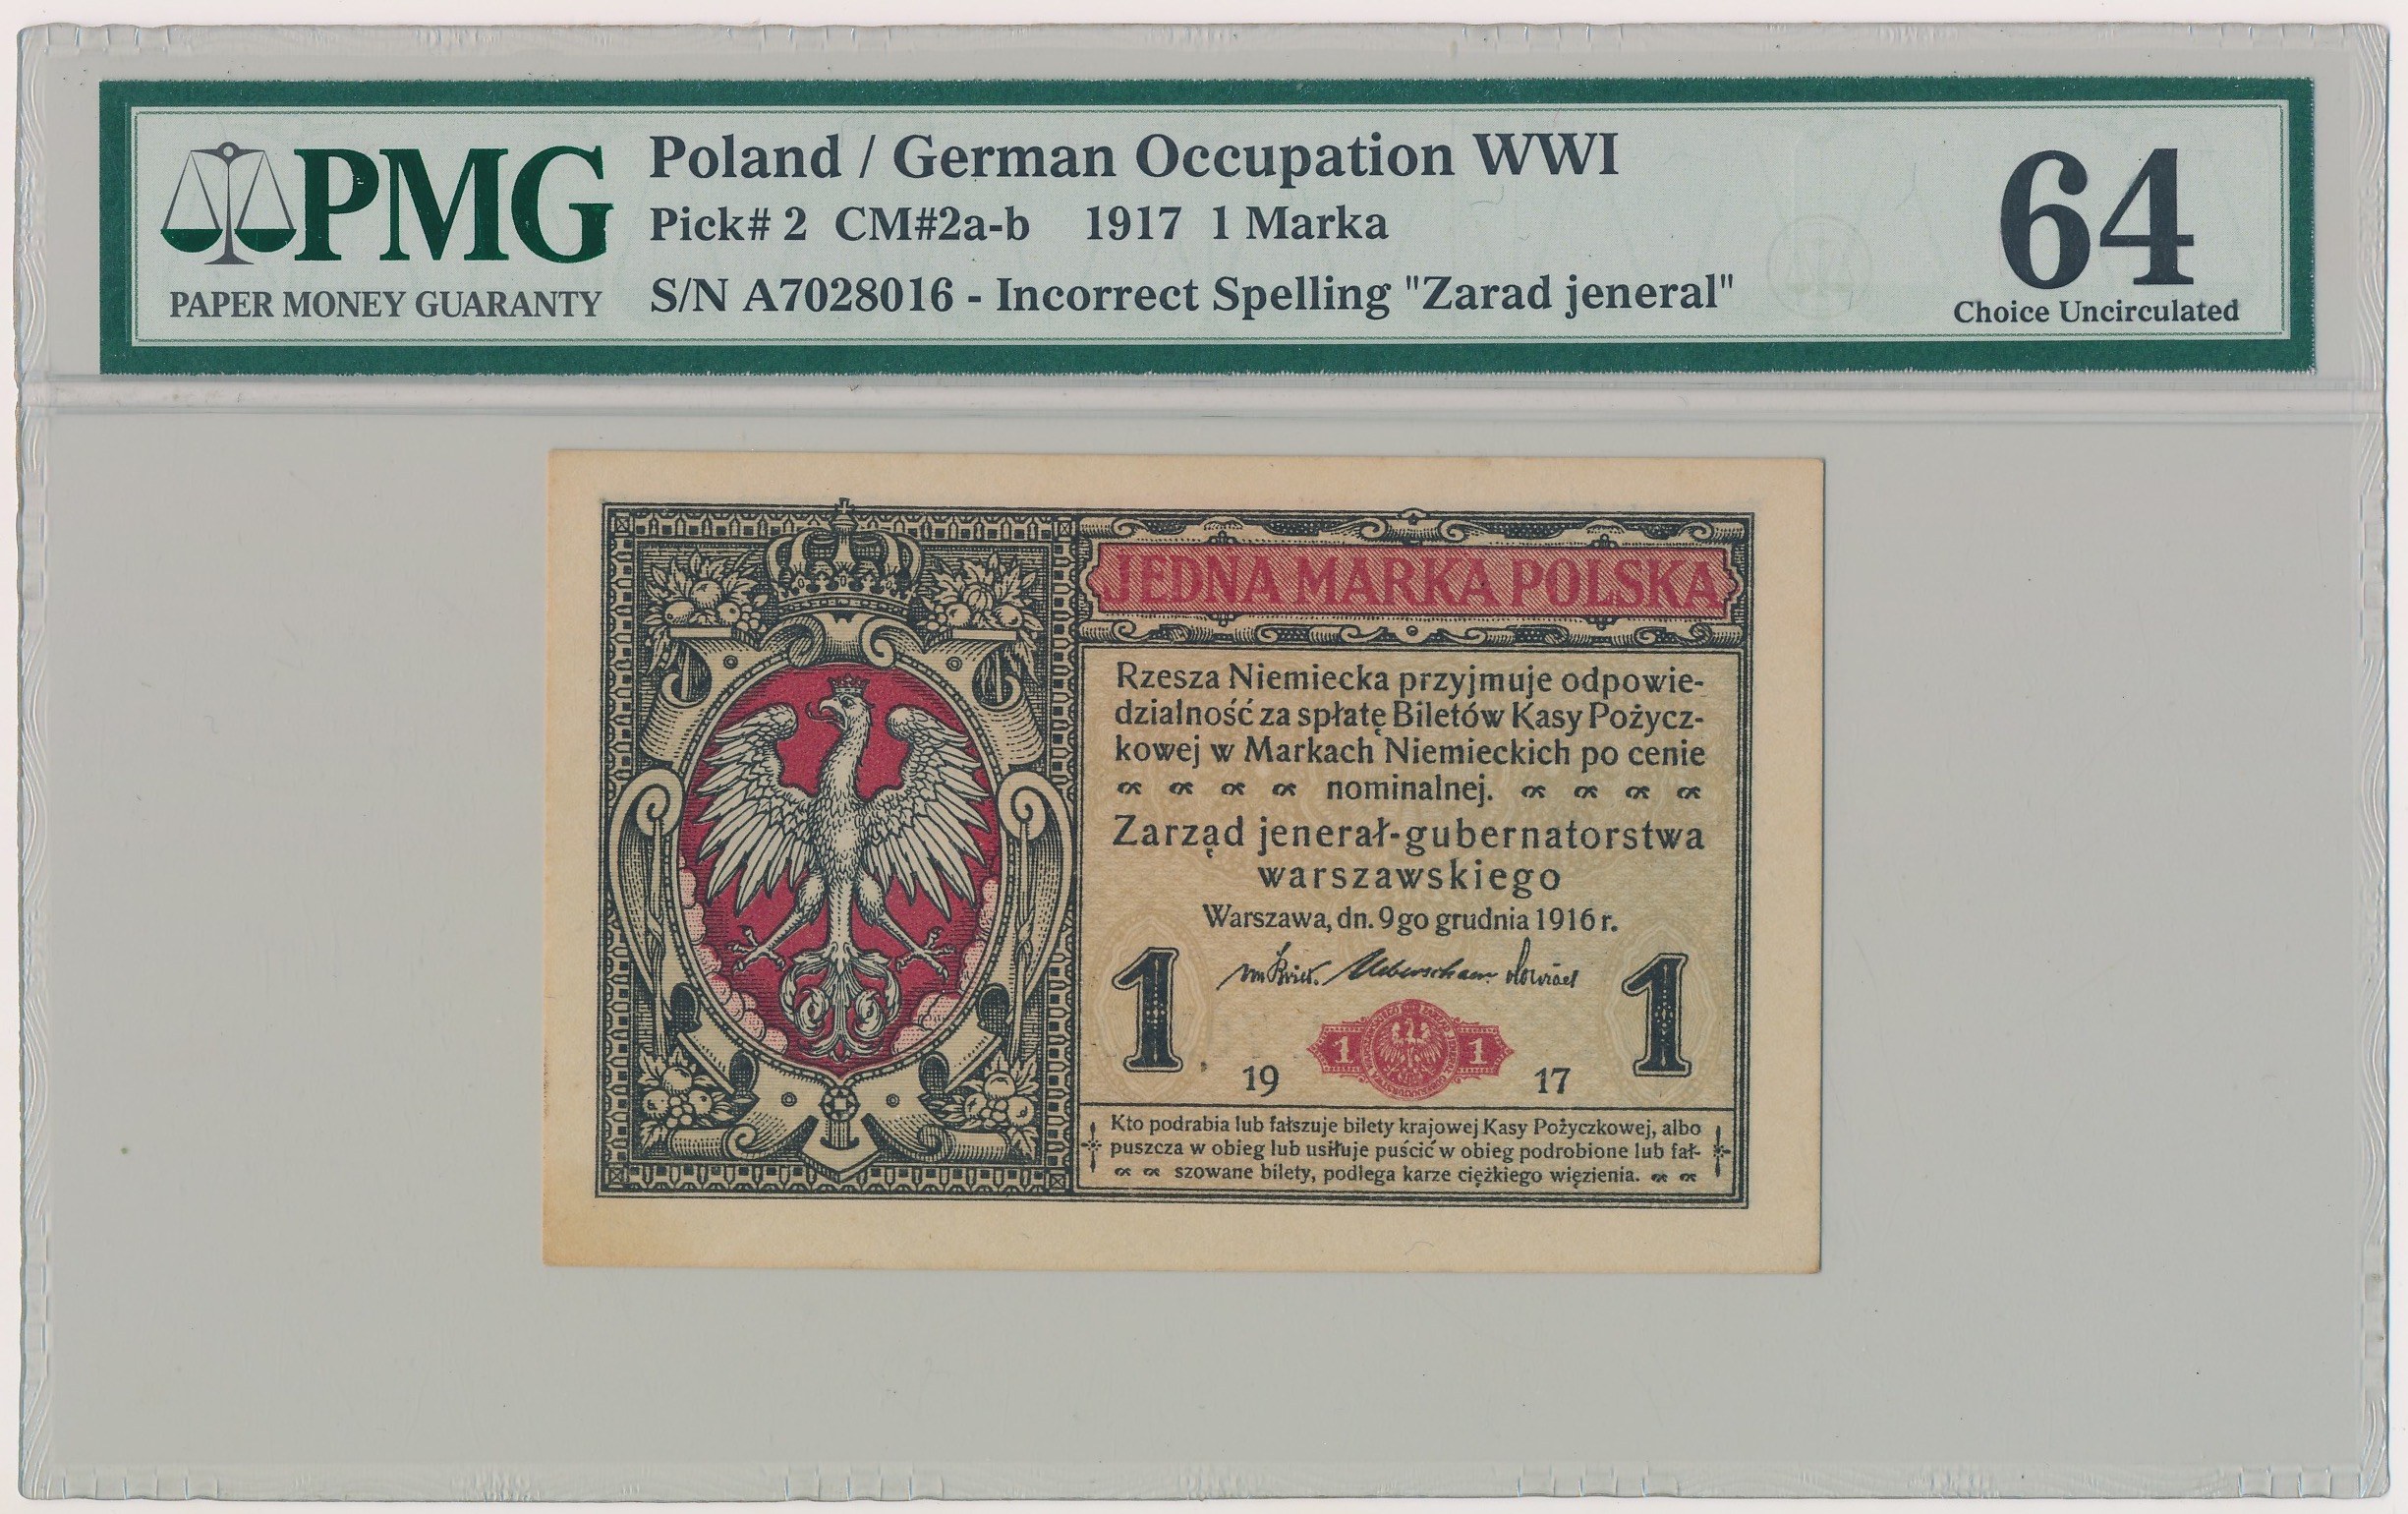 PMG
PAPER MONEY GUARANTY
Poland / German Occupation WWI
Pick# 2 CM#2a-b 1917 1 Marka
S/N A7028016 - Incorrect Spelling "Zarad jeneral"
64
Choice Uncirculated
JEDNA MARKA POLSKA
Rzesza Niemiecka przyjmuje odpowie-
dzialność za spłatę Biletów Kasy Pożycz-
kowej w Markach Niemieckich po cenie
nominalnej.
Zarząd jenerał-gubernatorstwa
warszawskiego
Warszawa, dn. 9go grudnia 1916 r.
1 1
1 1
19 17
Kto podrabia lub fałszuje bilety krajowej Kasy Pożyczkowej, albo
puszcza w obieg lub usiłuje puścić w obieg podrobione lub fał-
szowane bilety, podlega karze ciężkiego więzienia.